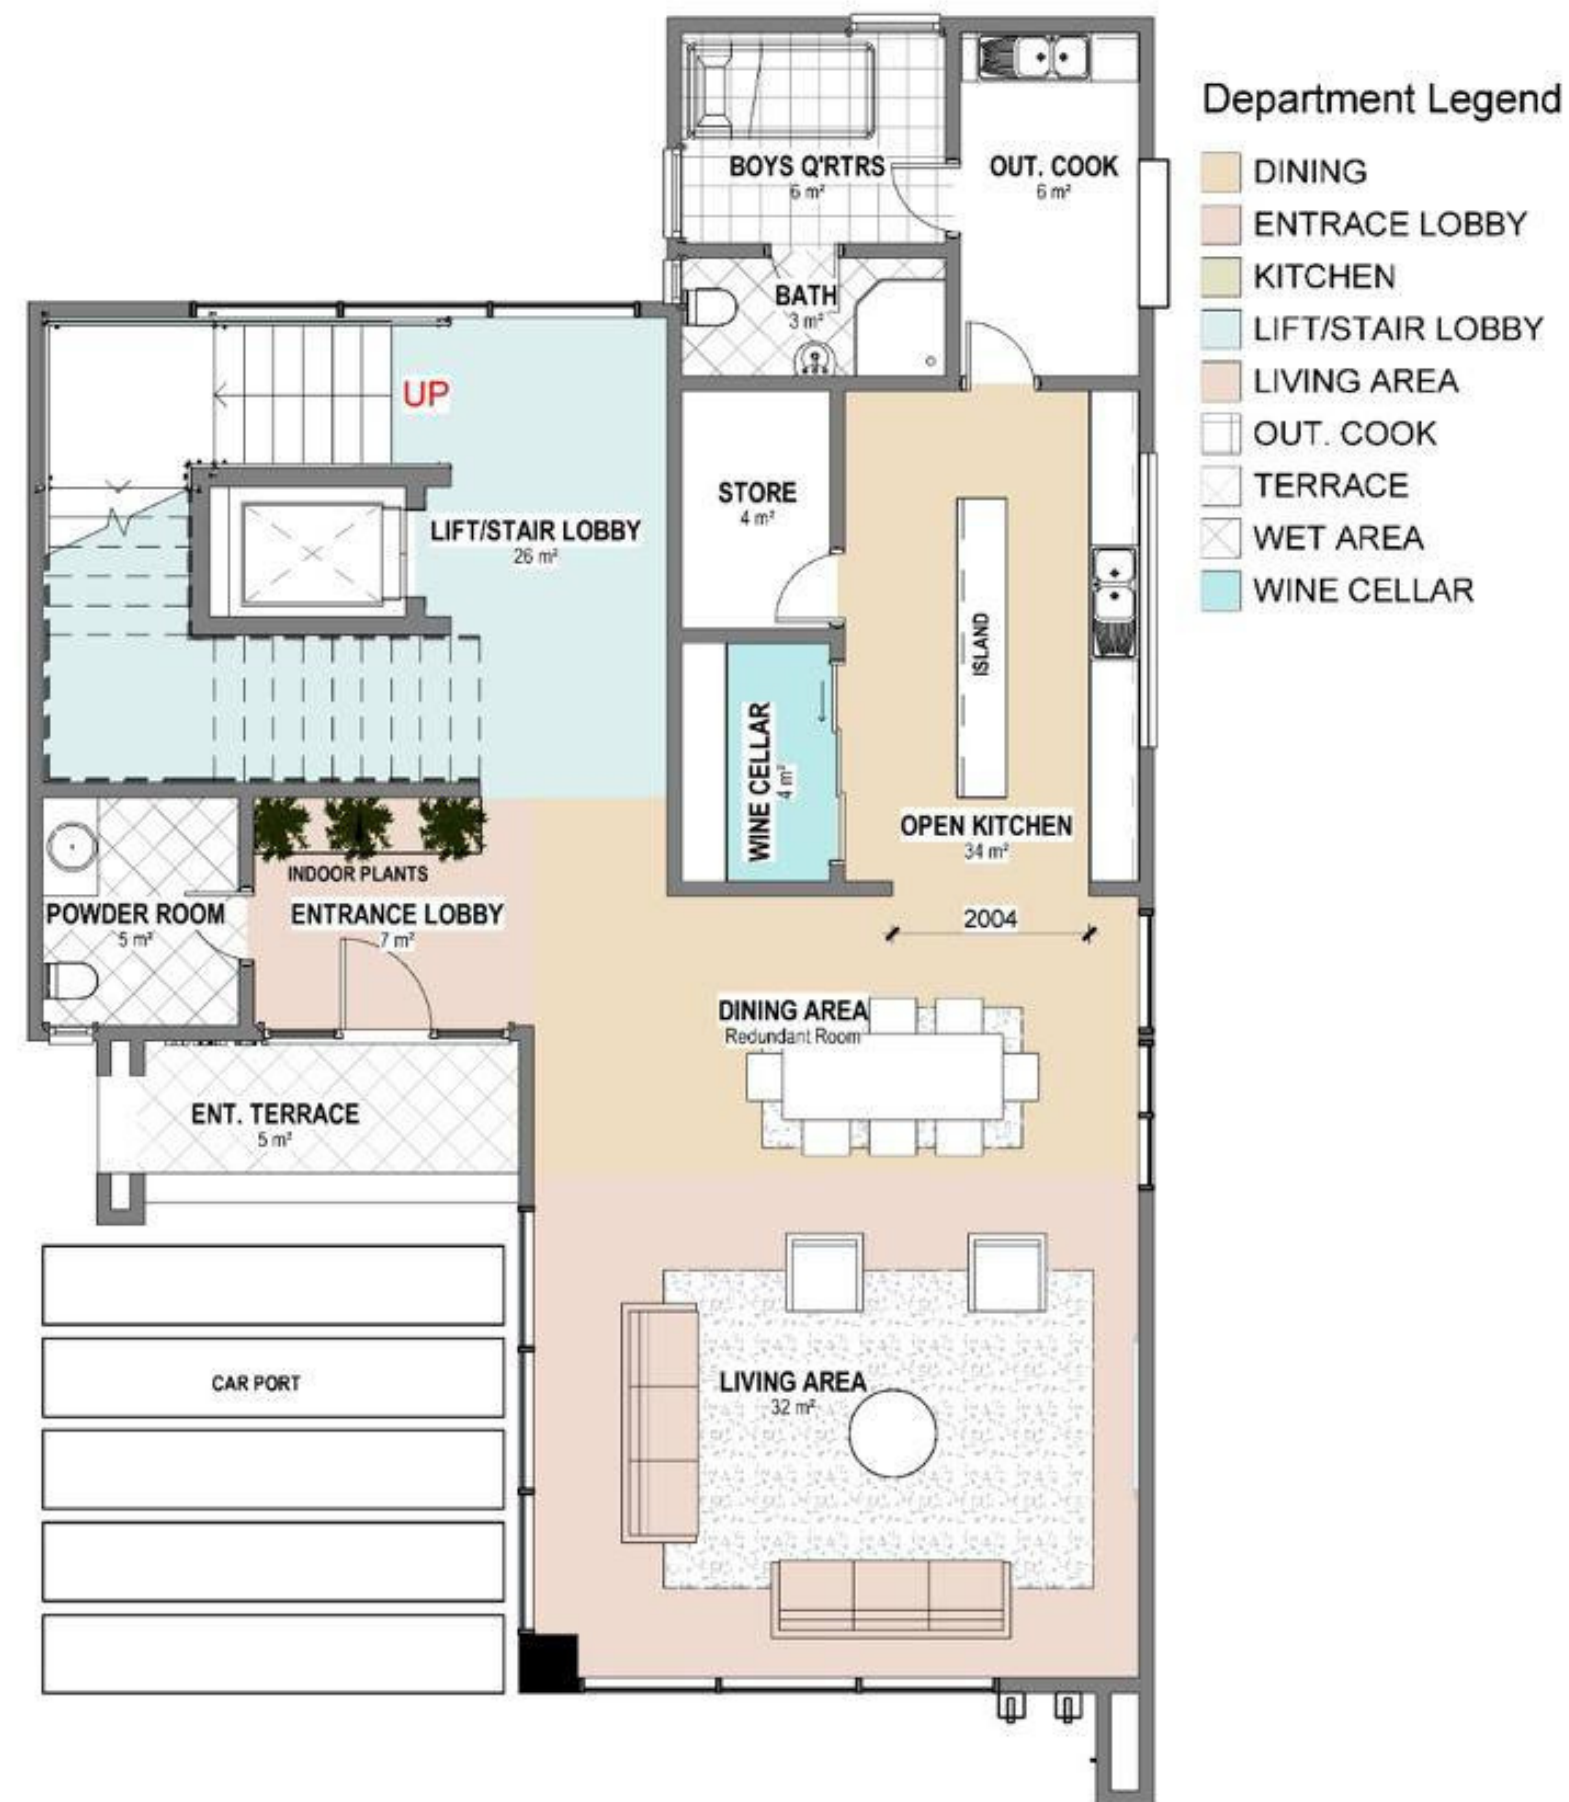 Department Legend
DINING
ENTRACE LOBBY
KITCHEN
LIFT/STAIR LOBBY
LIVING AREA
OUT. COOK
TERRACE
WET AREA
WINE CELLAR
BOYS Q'RTRS
6 m²
OUT. COOK
6 m²
BATH
3 m²
UP
STORE
4 m²
LIFT/STAIR LOBBY
26 m²
ISLAND
WINE CELLAR
4 m²
OPEN KITCHEN
34 m²
INDOOR PLANTS
POWDER ROOM
5 m²
ENTRANCE LOBBY
7 m²
2004
DINING AREA
Redundant Room
ENT. TERRACE
5 m²
CAR PORT
LIVING AREA
32 m²